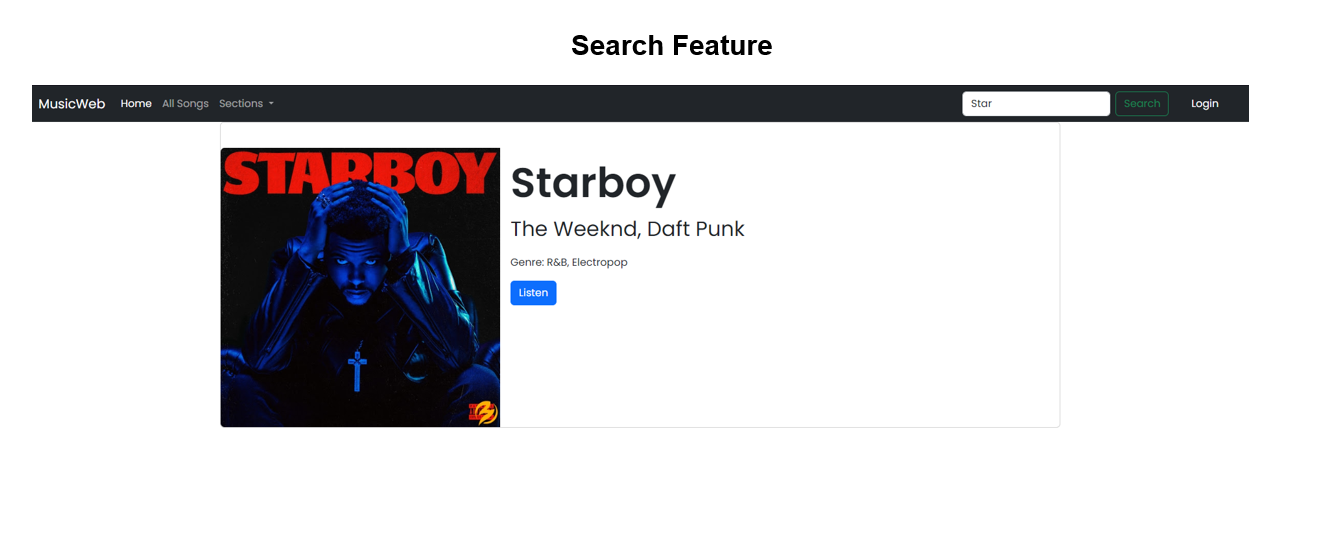 Search Feature
MusicWeb Home All Songs Sections Star Search Login
STARBOY
Starboy
The Weeknd, Daft Punk
Genre: R&B, Electropop
Listen